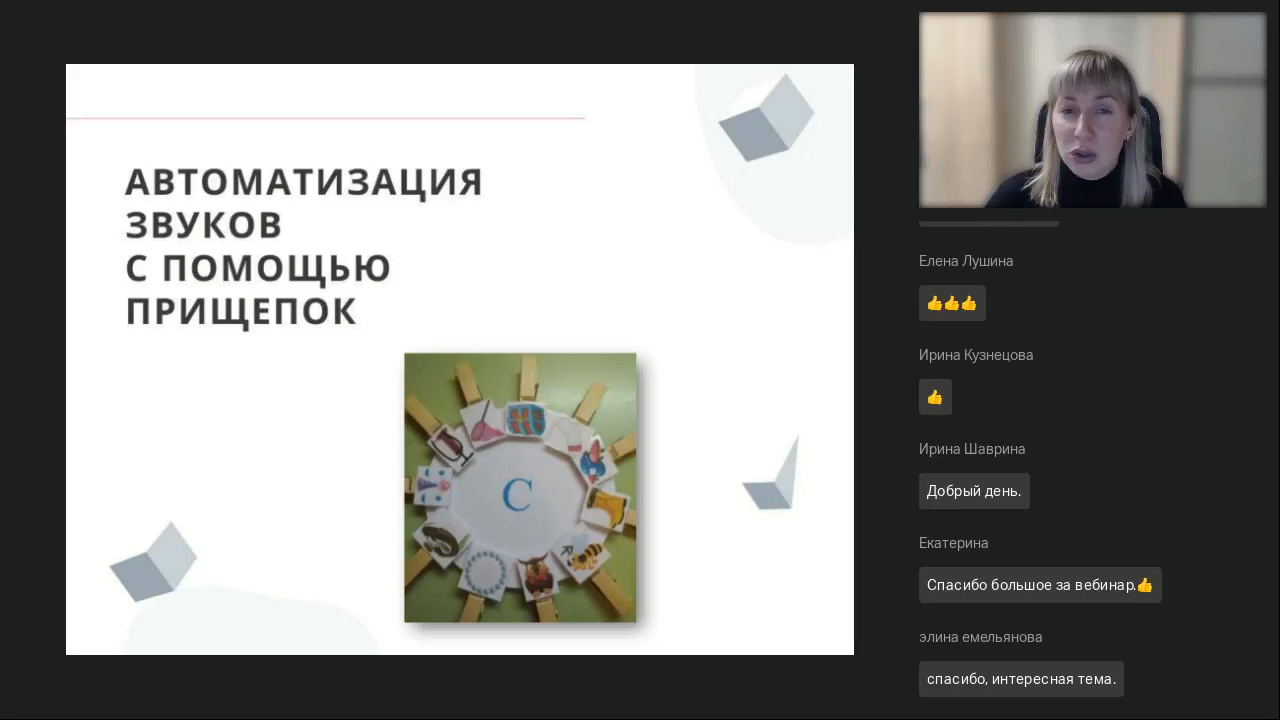 АВТОМАТИЗАЦИЯ
ЗВУКОВ
С ПОМОЩЬЮ
ПРИЩЕПОК
С
Елена Лушина
👍👍👍
Ирина Кузнецова
👍
Ирина Шаврина
Добрый день.
Екатерина
Спасибо большое за вебинар.👍
элина емельянова
спасибо, интересная тема.